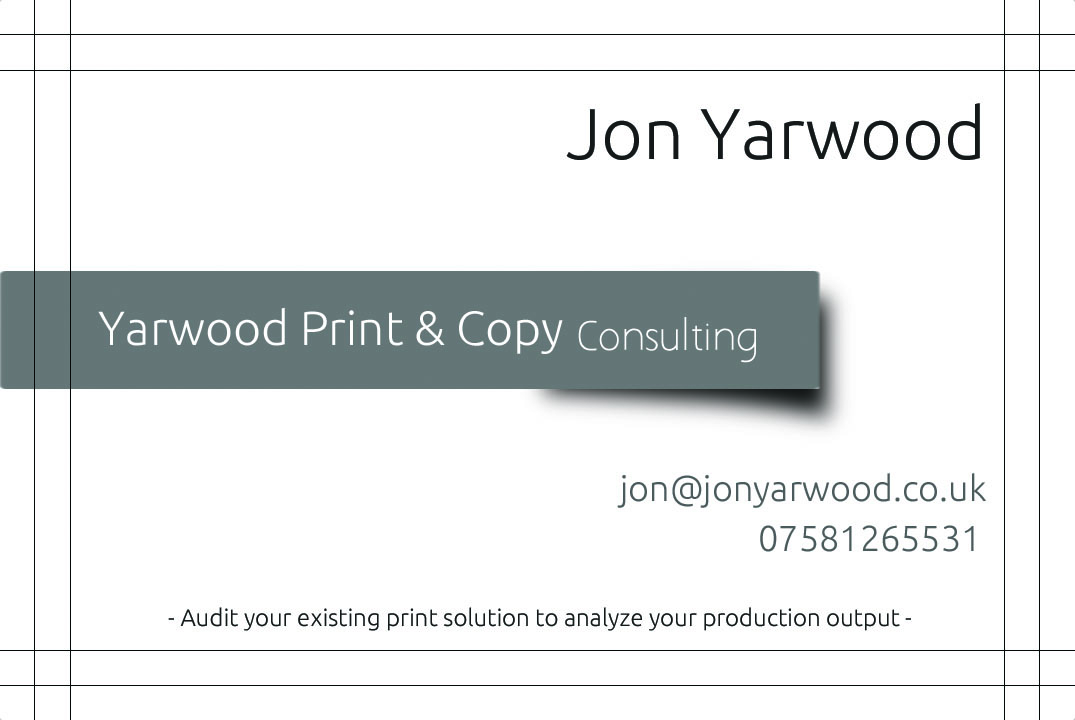 Jon Yarwood
Yarwood Print & Copy Consulting
jon@jonyarwood.co.uk
07581265531
- Audit your existing print solution to analyze your production output -